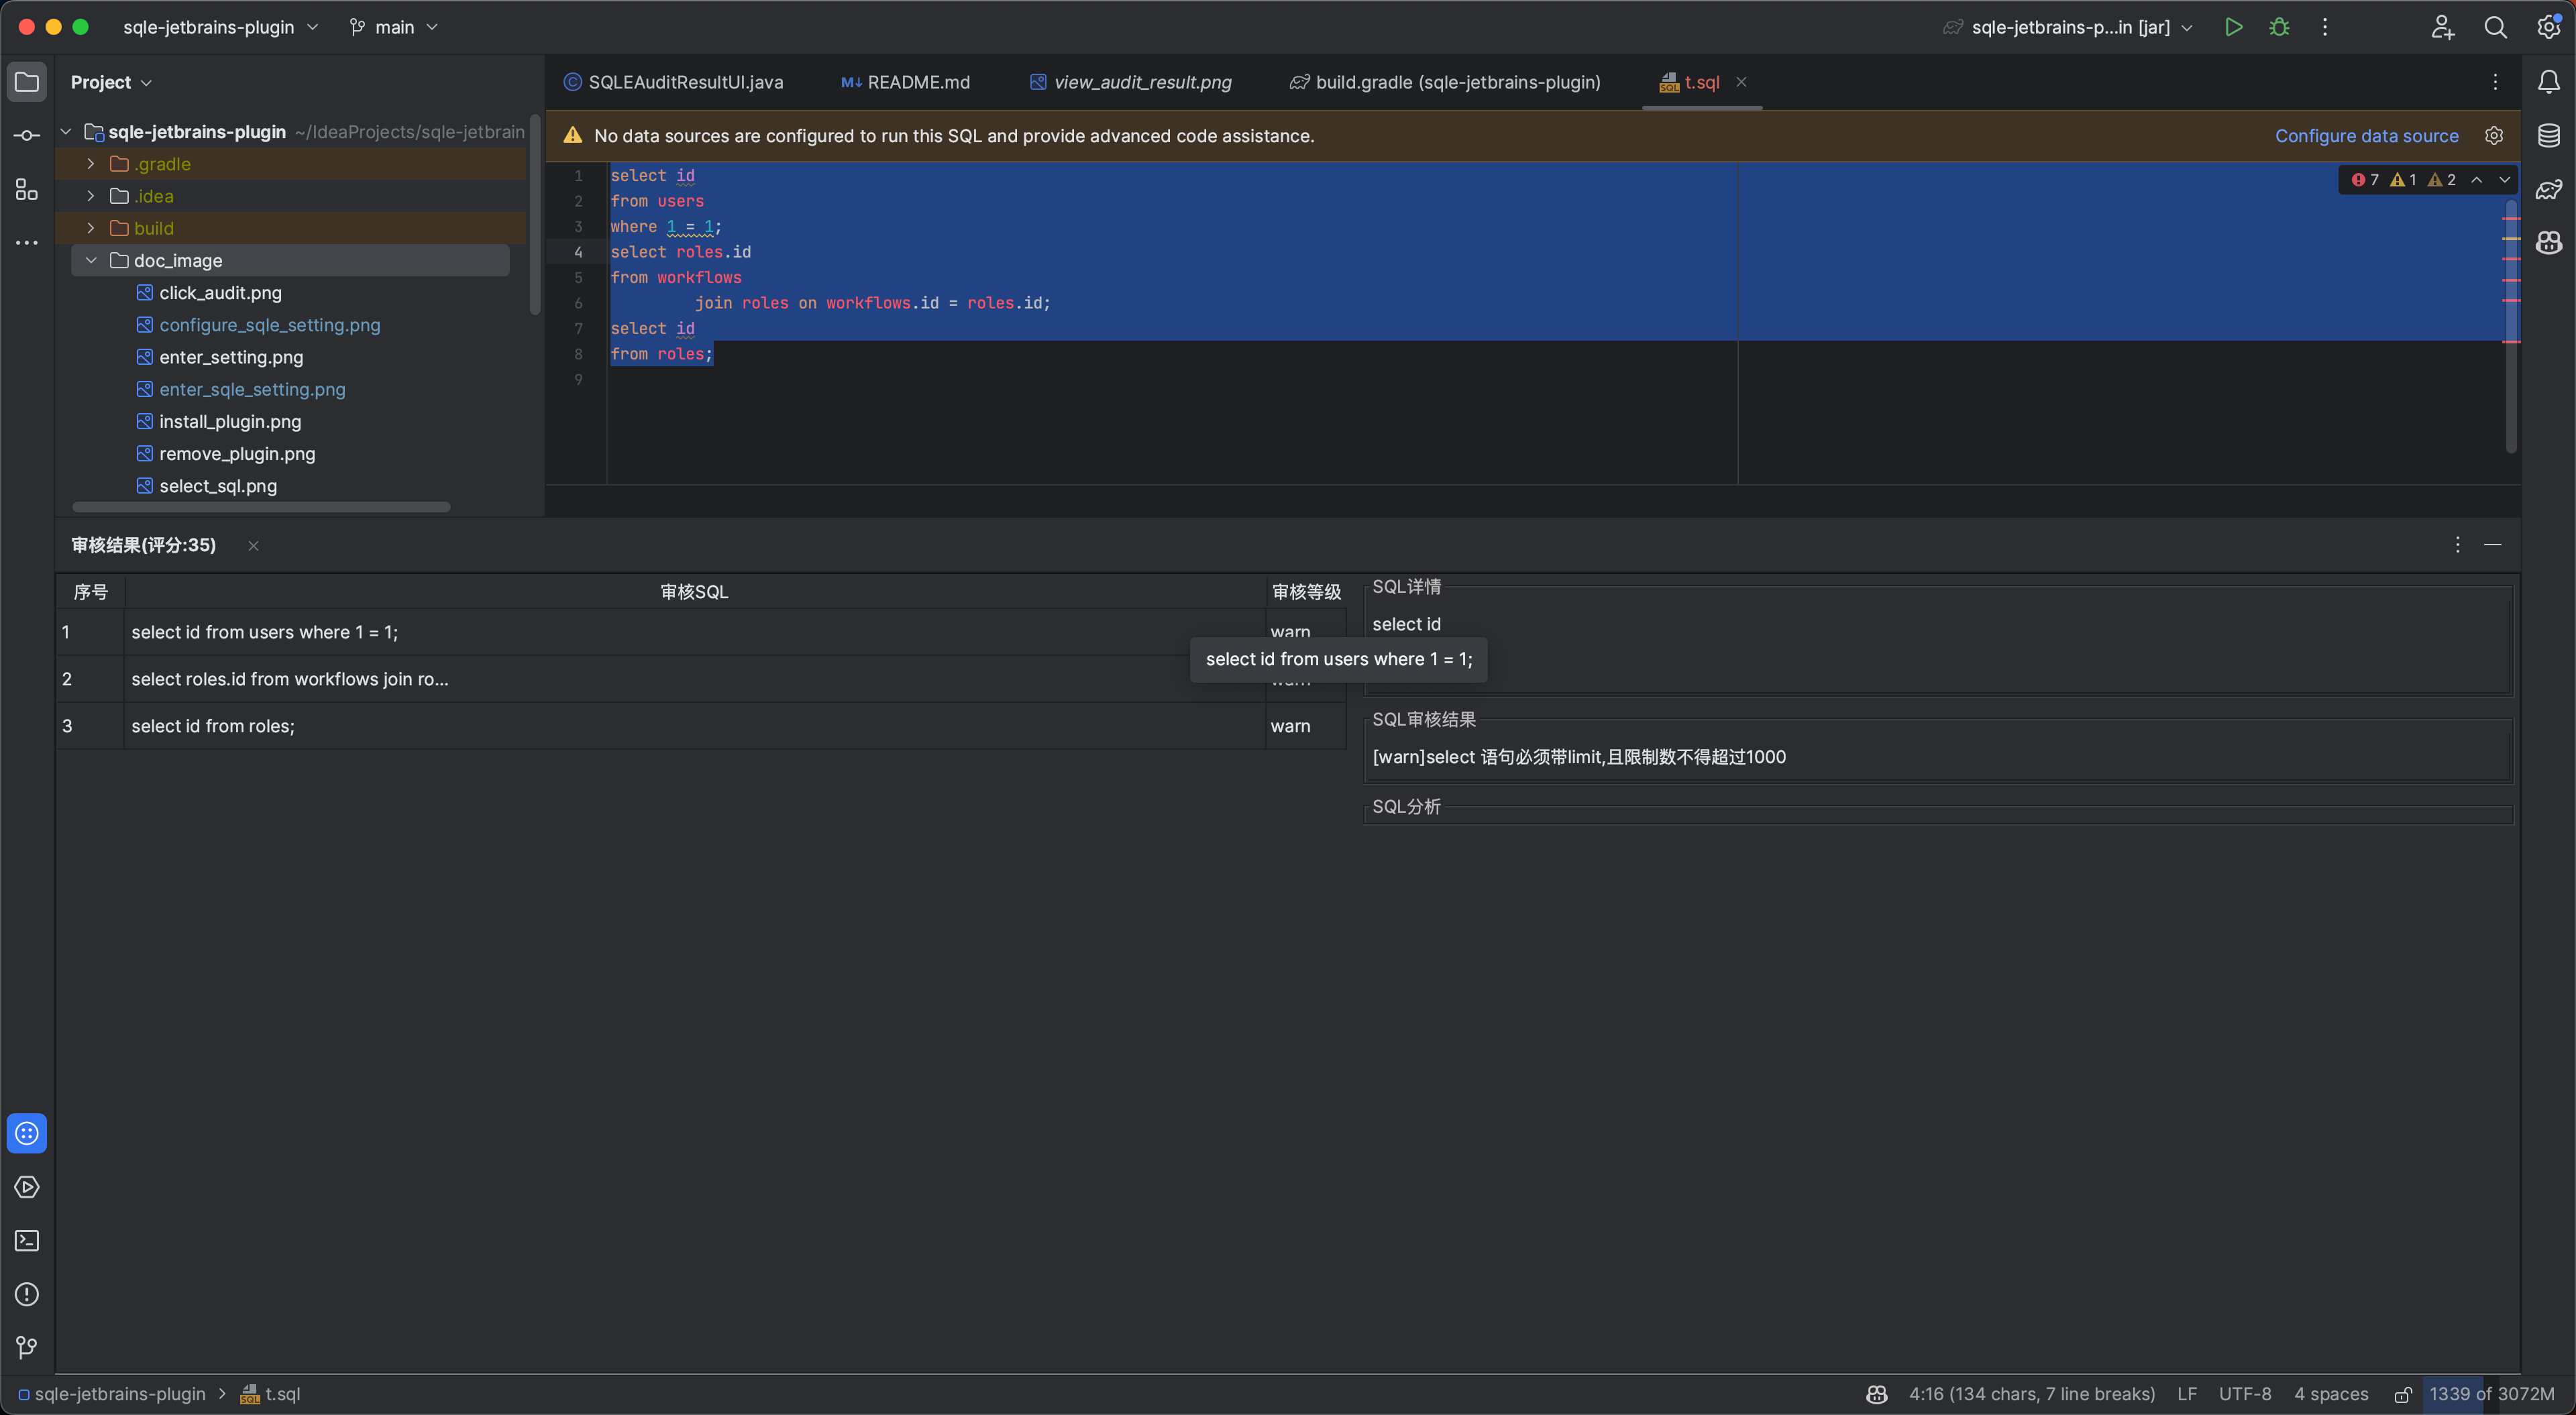 sqle-jetbrains-plugin
main
sqle-jetbrains-p...in [jar]
Project
SQLEAuditResultUI.java
README.md
view_audit_result.png
build.gradle (sqle-jetbrains-plugin)
t.sql
sqle-jetbrains-plugin ~/IdeaProjects/sqle-jetbrain
.gradle
.idea
build
doc_image
click_audit.png
configure_sqle_setting.png
enter_setting.png
enter_sqle_setting.png
install_plugin.png
remove_plugin.png
select_sql.png
No data sources are configured to run this SQL and provide advanced code assistance.
Configure data source
7 1 2
1 select id
2 from users
3 where 1 = 1;
4 select roles.id
5 from workflows
6 join roles on workflows.id = roles.id;
7 select id
8 from roles;
9
审核结果(评分:35)
序号 审核SQL 审核等级
1 select id from users where 1 = 1; warn
2 select roles.id from workflows join ro... warn
3 select id from roles; warn
select id from users where 1 = 1;
SQL详情
select id
SQL审核结果
[warn]select 语句必须带limit,且限制数不得超过1000
SQL分析
sqle-jetbrains-plugin > t.sql
4:16 (134 chars, 7 line breaks) LF UTF-8 4 spaces 1339 of 3072M